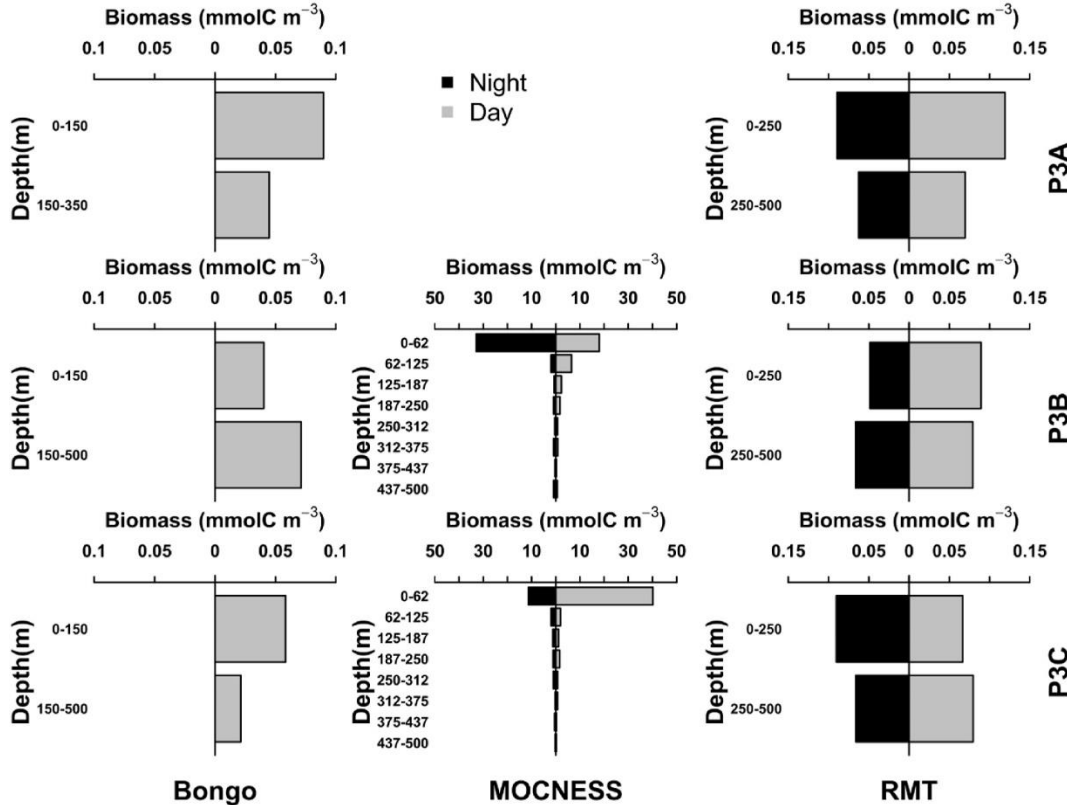 Biomass (mmolC m⁻³)
0.1 0.05 0 0.05 0.1
Depth(m)
0-150
150-350
Night
Day
Biomass (mmolC m⁻³)
0.15 0.05 0 0.05 0.15
Depth(m)
0-250
250-500
P3A
Biomass (mmolC m⁻³)
0.1 0.05 0 0.05 0.1
Depth(m)
0-150
150-500
Biomass (mmolC m⁻³)
50 30 10 10 30 50
Depth(m)
0-62
62-125
125-187
187-250
250-312
312-375
375-437
437-500
Biomass (mmolC m⁻³)
0.15 0.05 0 0.05 0.15
Depth(m)
0-250
250-500
P3B
Biomass (mmolC m⁻³)
0.1 0.05 0 0.05 0.1
Depth(m)
0-150
150-500
Biomass (mmolC m⁻³)
50 30 10 10 30 50
Depth(m)
0-62
62-125
125-187
187-250
250-312
312-375
375-437
437-500
Biomass (mmolC m⁻³)
0.15 0.05 0 0.05 0.15
Depth(m)
0-250
250-500
P3C
Bongo
MOCNESS
RMT